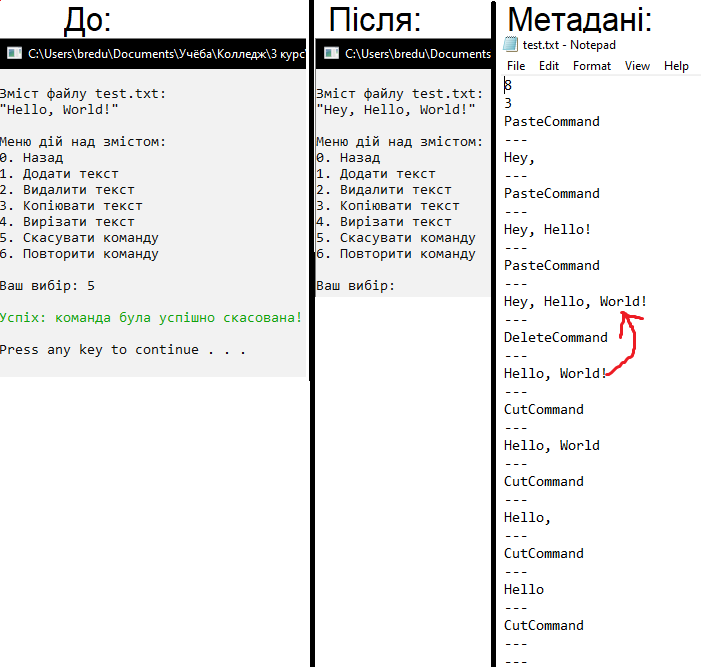 До:
C:\Users\bredu\Documents\Учёба\Колледж\3 курс\
Зміст файлу test.txt:
"Hello, World!"
Меню дій над змістом:
0. Назад
1. Додати текст
2. Видалити текст
3. Копіювати текст
4. Вирізати текст
5. Скасувати команду
6. Повторити команду
Ваш вибір: 5
Успіх: команда була успішно скасована!
Press any key to continue . . .
Після:
C:\Users\bredu\Documents
Зміст файлу test.txt:
"Hey, Hello, World!"
Меню дій над змістом:
0. Назад
1. Додати текст
2. Видалити текст
3. Копіювати текст
4. Вирізати текст
5. Скасувати команду
6. Повторити команду
Ваш вибір:
Метадані:
test.txt - Notepad
File Edit Format View Help
8
3
PasteCommand
---
Hey,
---
PasteCommand
---
Hey, Hello!
---
PasteCommand
---
Hey, Hello, World!
---
DeleteCommand
---
Hello, World!
---
CutCommand
---
Hello, World
---
CutCommand
---
Hello,
---
CutCommand
---
Hello
---
CutCommand
---
---